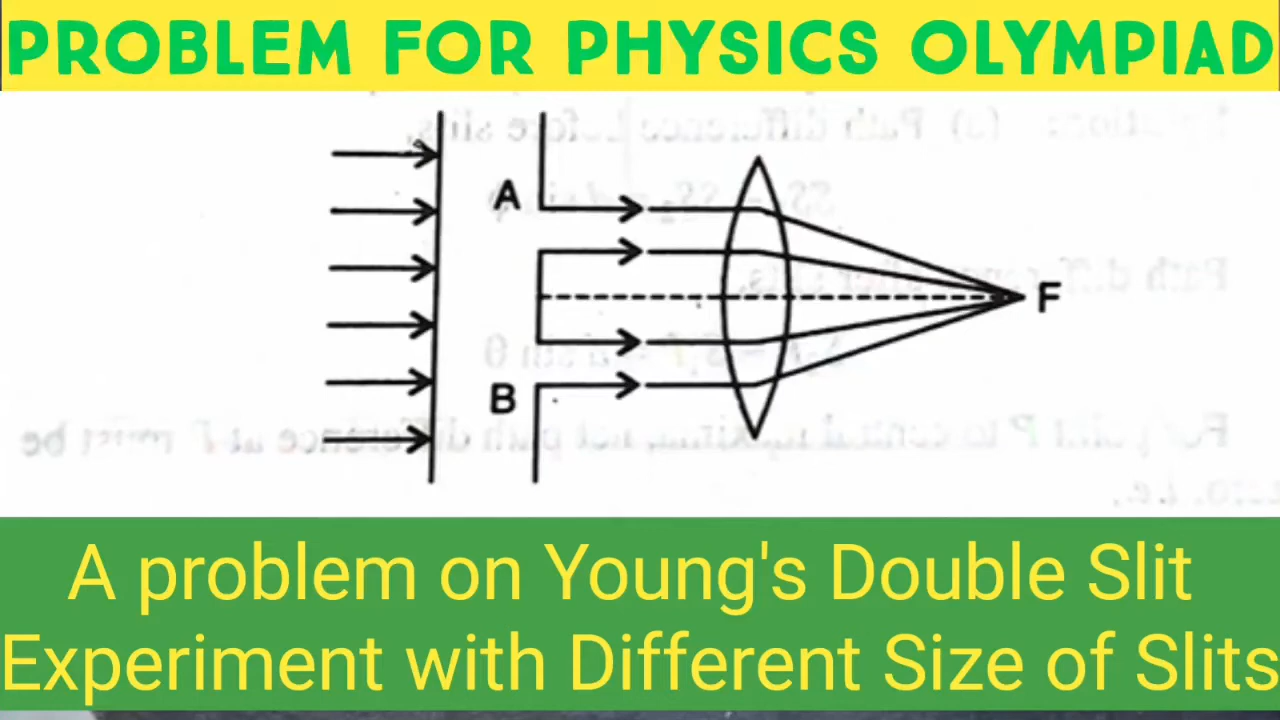 PROBLEM FOR PHYSICS OLYMPIAD
A
F
B
A problem on Young's Double Slit
Experiment with Different Size of Slits